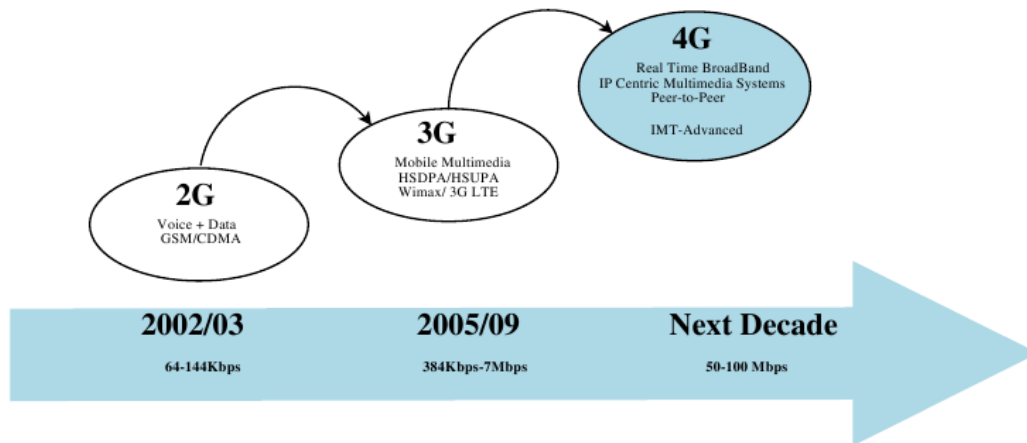 4G
Real Time BroadBand
IP Centric Multimedia Systems
Peer-to-Peer
IMT-Advanced
3G
Mobile Multimedia
HSDPA/HSUPA
Wimax/ 3G LTE
2G
Voice + Data
GSM/CDMA
2002/03
2005/09
Next Decade
64-144Kbps
384Kbps-7Mbps
50-100 Mbps